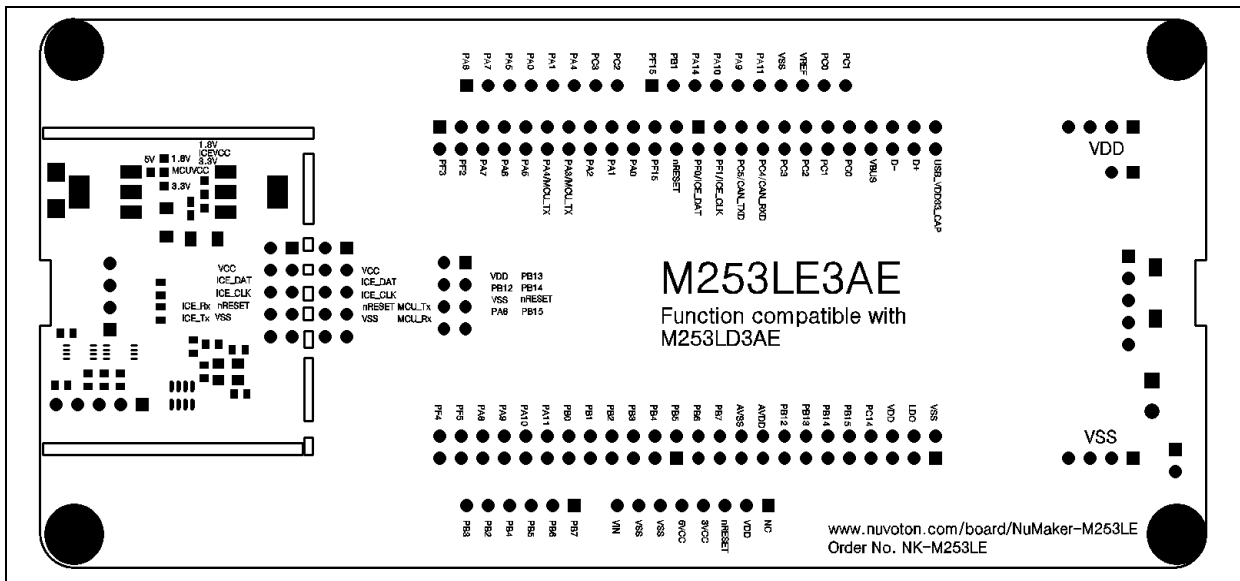 PA6 PA7 PA5 PA0 PA1 PA4 PC3 PC2 PF15 PB1 PA14 PA10 PA9 PA11 VSS VREF PC0 PC1
PF3 PF2 PA7 PA6 PA5 PA4/MCU_TX PA3/MCU_TX PA2 PA1 PA0 PF15 nRESET PF0/ICE_DAT PF1/ICE_CLK PC5/CAN_TXD PC4/CAN_RXD PC3 PC2 PC1 PC0 VBUS D- D+ USB_VDD33_CAP
VDD
1.8V
ICEVCC
3.3V
5V
1.8V
MCUVCC
3.3V
VCC
ICE_DAT
ICE_CLK
ICE_Rx nRESET
ICE_Tx VSS
VCC
ICE_DAT
ICE_CLK
nRESET MCU_Tx
VSS MCU_Rx
VDD PB13
PB12 PB14
VSS nRESET
PA6 PB15
M253LE3AE
Function compatible with
M253LD3AE
PF4 PF5 PA8 PA9 PA10 PA11 PB0 PB1 PB2 PB3 PB4 PB5 PB6 PB7 AVSS AVDD PB12 PB13 PB14 PB15 PC14 VDD LDO VSS
VSS
PB3 PB2 PB4 PB5 PB6 PB7 VIN VSS VSS 5VCC 3VCC nRESET VDD NC
www.nuvoton.com/board/NuMaker-M253LE
Order No. NK-M253LE